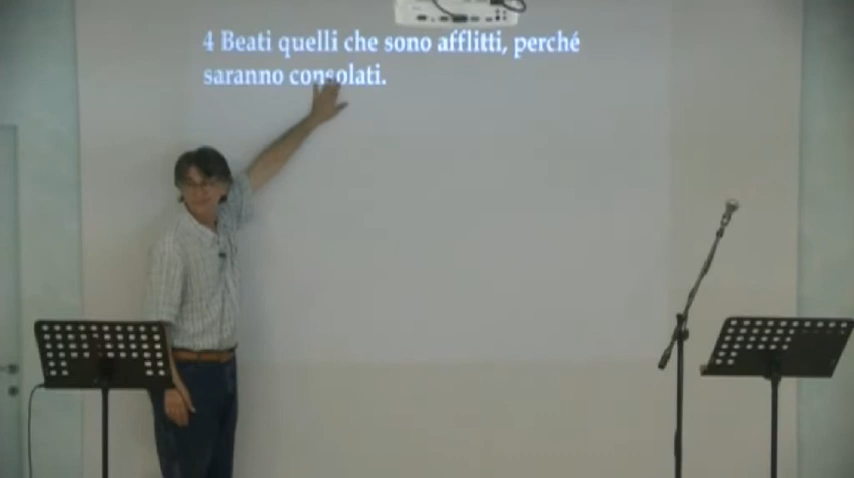 4 Beati quelli che sono afflitti, perché
saranno consolati.